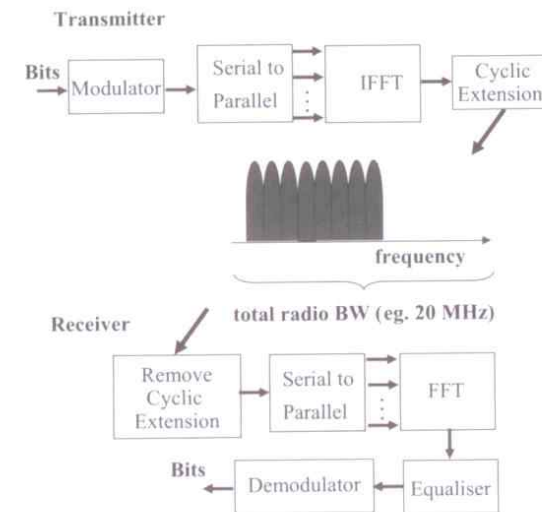 Transmitter
Bits
Modulator
Serial to
Parallel
IFFT
Cyclic
Extension
frequency
total radio BW (eg. 20 MHz)
Receiver
Remove
Cyclic
Extension
Serial to
Parallel
FFT
Bits
Demodulator
Equaliser